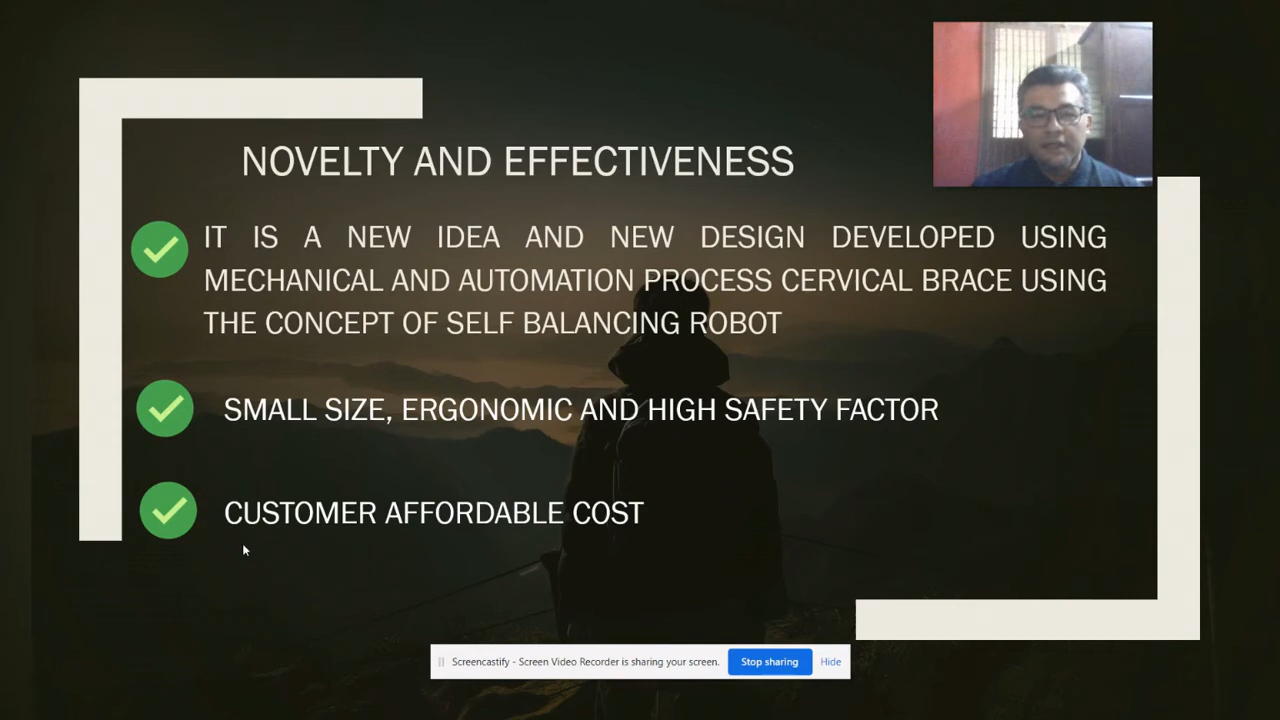 NOVELTY AND EFFECTIVENESS
IT IS A NEW IDEA AND NEW DESIGN DEVELOPED USING
MECHANICAL AND AUTOMATION PROCESS CERVICAL BRACE USING
THE CONCEPT OF SELF BALANCING ROBOT
SMALL SIZE, ERGONOMIC AND HIGH SAFETY FACTOR
CUSTOMER AFFORDABLE COST
Screencastify - Screen Video Recorder is sharing your screen. Stop sharing Hide